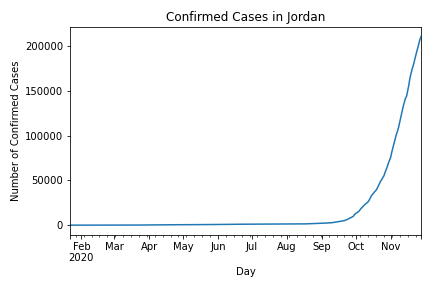 Confirmed Cases in Jordan
Number of Confirmed Cases
200000
150000
100000
50000
0
Feb Mar Apr May Jun Jul Aug Sep Oct Nov
2020
Day